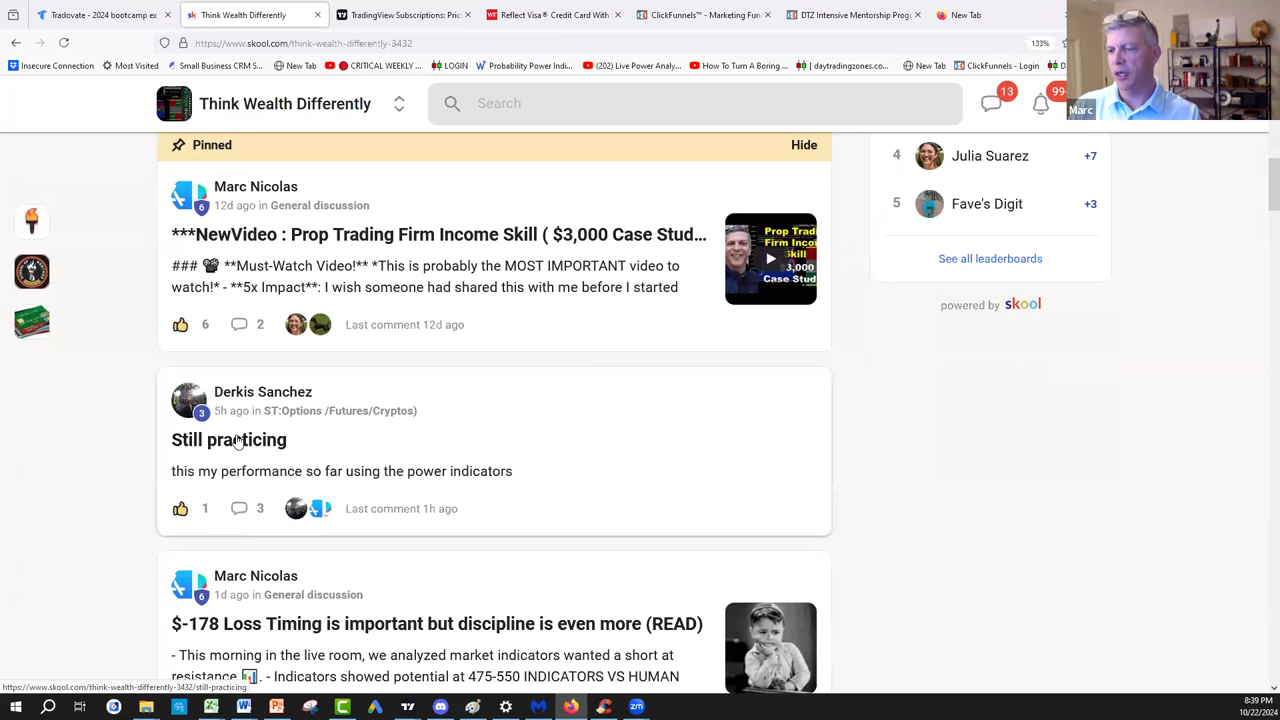 Tradovate - 2024 bootcamp ex
Think Wealth Differently
TradingView Subscriptions: Pric
Reflect Visa® Credit Card With
ClickFunnels™ - Marketing Fun
DTZ Intensive Mentorship Prog
New Tab
https://www.skool.com/think-wealth-differently-3432
133%
Insecure Connection
Most Visited
Small Business CRM S...
New Tab
CRITICAL WEEKLY ...
LOGIN
Probability Power Indi...
(202) Live Power Analy...
How To Turn A Boring ...
[ daytradingzones.co...
New Tab
ClickFunnels - Login
Marc
Think Wealth Differently
Search
13
99
Pinned
Hide
Marc Nicolas
6
12d ago in General discussion
***NewVideo : Prop Trading Firm Income Skill ( $3,000 Case Stud...
### **Must-Watch Video!** *This is probably the MOST IMPORTANT video to
watch!* - **5x Impact**: I wish someone had shared this with me before I started
Prop Trading
Firm Inco
Skill
3,000
Case Stud
6
2
Last comment 12d ago
4
Julia Suarez
+7
5
Fave's Digit
+3
See all leaderboards
powered by skool
Derkis Sanchez
3
5h ago in ST:Options /Futures/Cryptos)
Still practicing
this my performance so far using the power indicators
1
3
Last comment 1h ago
Marc Nicolas
6
1d ago in General discussion
$-178 Loss Timing is important but discipline is even more (READ)
- This morning in the live room, we analyzed market indicators wanted a short at
resistance . - Indicators showed potential at 475-550 INDICATORS VS HUMAN
https://www.skool.com/think-wealth-differently-3432/still-practicing
8:39 PM
10/22/2024